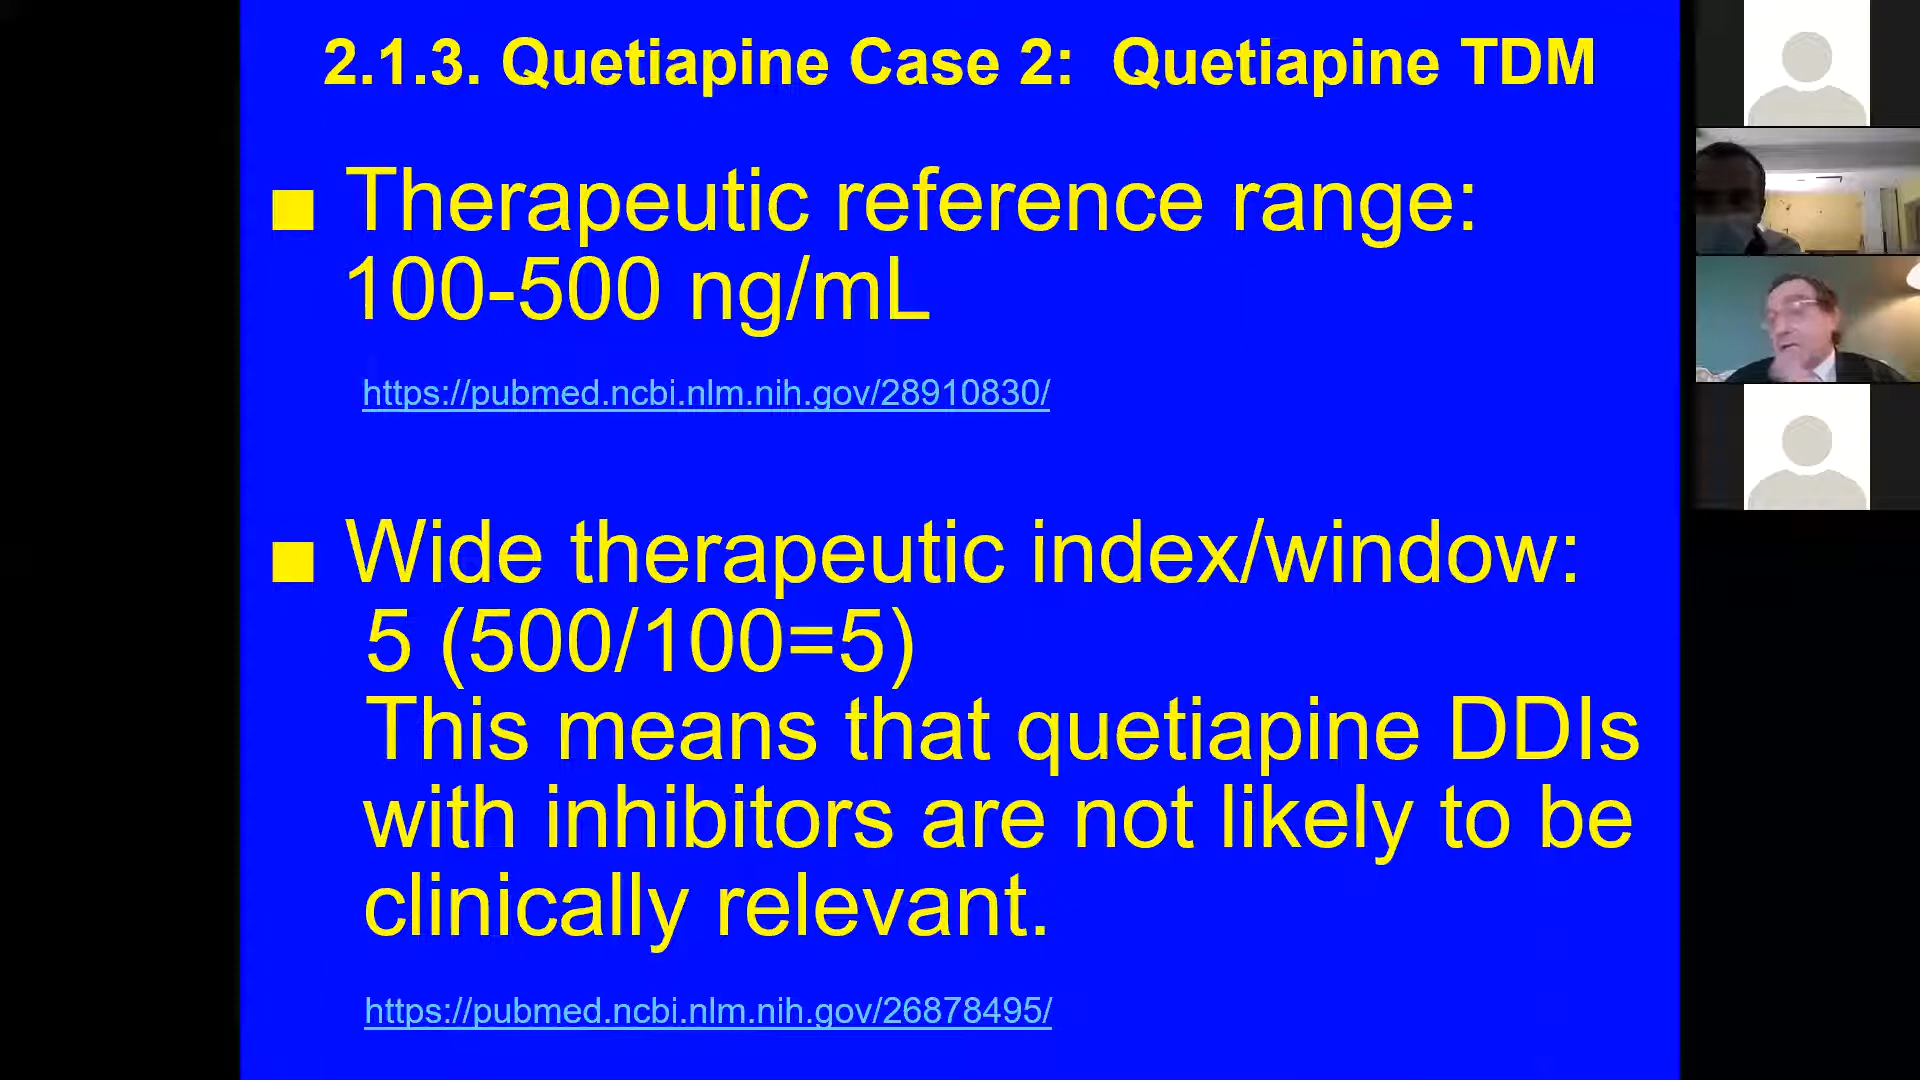 2.1.3. Quetiapine Case 2: Quetiapine TDM
■ Therapeutic reference range:
100-500 ng/mL
https://pubmed.ncbi.nlm.nih.gov/28910830/
■ Wide therapeutic index/window:
5 (500/100=5)
This means that quetiapine DDIs
with inhibitors are not likely to be
clinically relevant.
https://pubmed.ncbi.nlm.nih.gov/26878495/